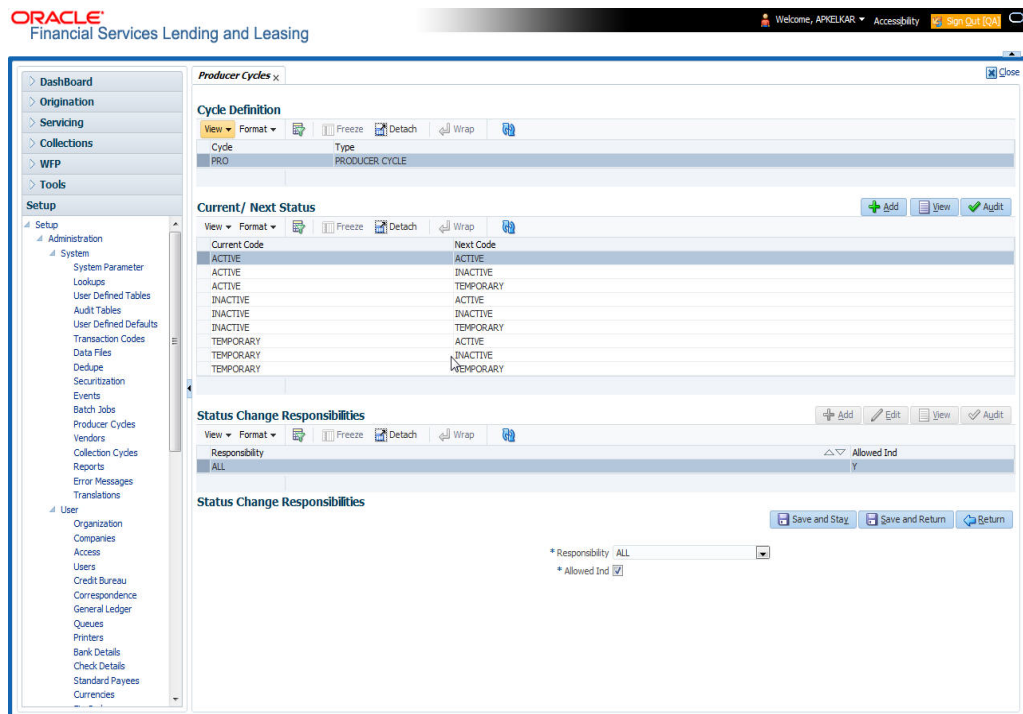 ORACLE
Financial Services Lending and Leasing
Welcome, APKELKAR Accessibility Sign Out [QA]
Close
DashBoard
Origination
Servicing
Collections
WFP
Tools
Setup
Setup
Administration
System
System Parameter
Lookups
User Defined Tables
Audit Tables
User Defined Defaults
Transaction Codes
Data Files
Dedupe
Securitization
Events
Batch Jobs
Producer Cycles
Vendors
Collection Cycles
Reports
Error Messages
Translations
User
Organization
Companies
Access
Users
Credit Bureau
Correspondence
General Ledger
Queues
Printers
Bank Details
Check Details
Standard Payees
Currencies
Producer Cycles x
Cycle Definition
View Format Freeze Detach Wrap
Cycle Type
PRO PRODUCER CYCLE
Current/ Next Status
Add View Audit
View Format Freeze Detach Wrap
Current Code Next Code
ACTIVE ACTIVE
ACTIVE INACTIVE
ACTIVE TEMPORARY
INACTIVE ACTIVE
INACTIVE INACTIVE
INACTIVE TEMPORARY
TEMPORARY ACTIVE
TEMPORARY INACTIVE
TEMPORARY TEMPORARY
Status Change Responsibilities
Add Edit View Audit
View Format Freeze Detach Wrap
Responsibility Allowed Ind
ALL Y
Status Change Responsibilities
Save and Stay Save and Return Return
* Responsibility ALL
* Allowed Ind